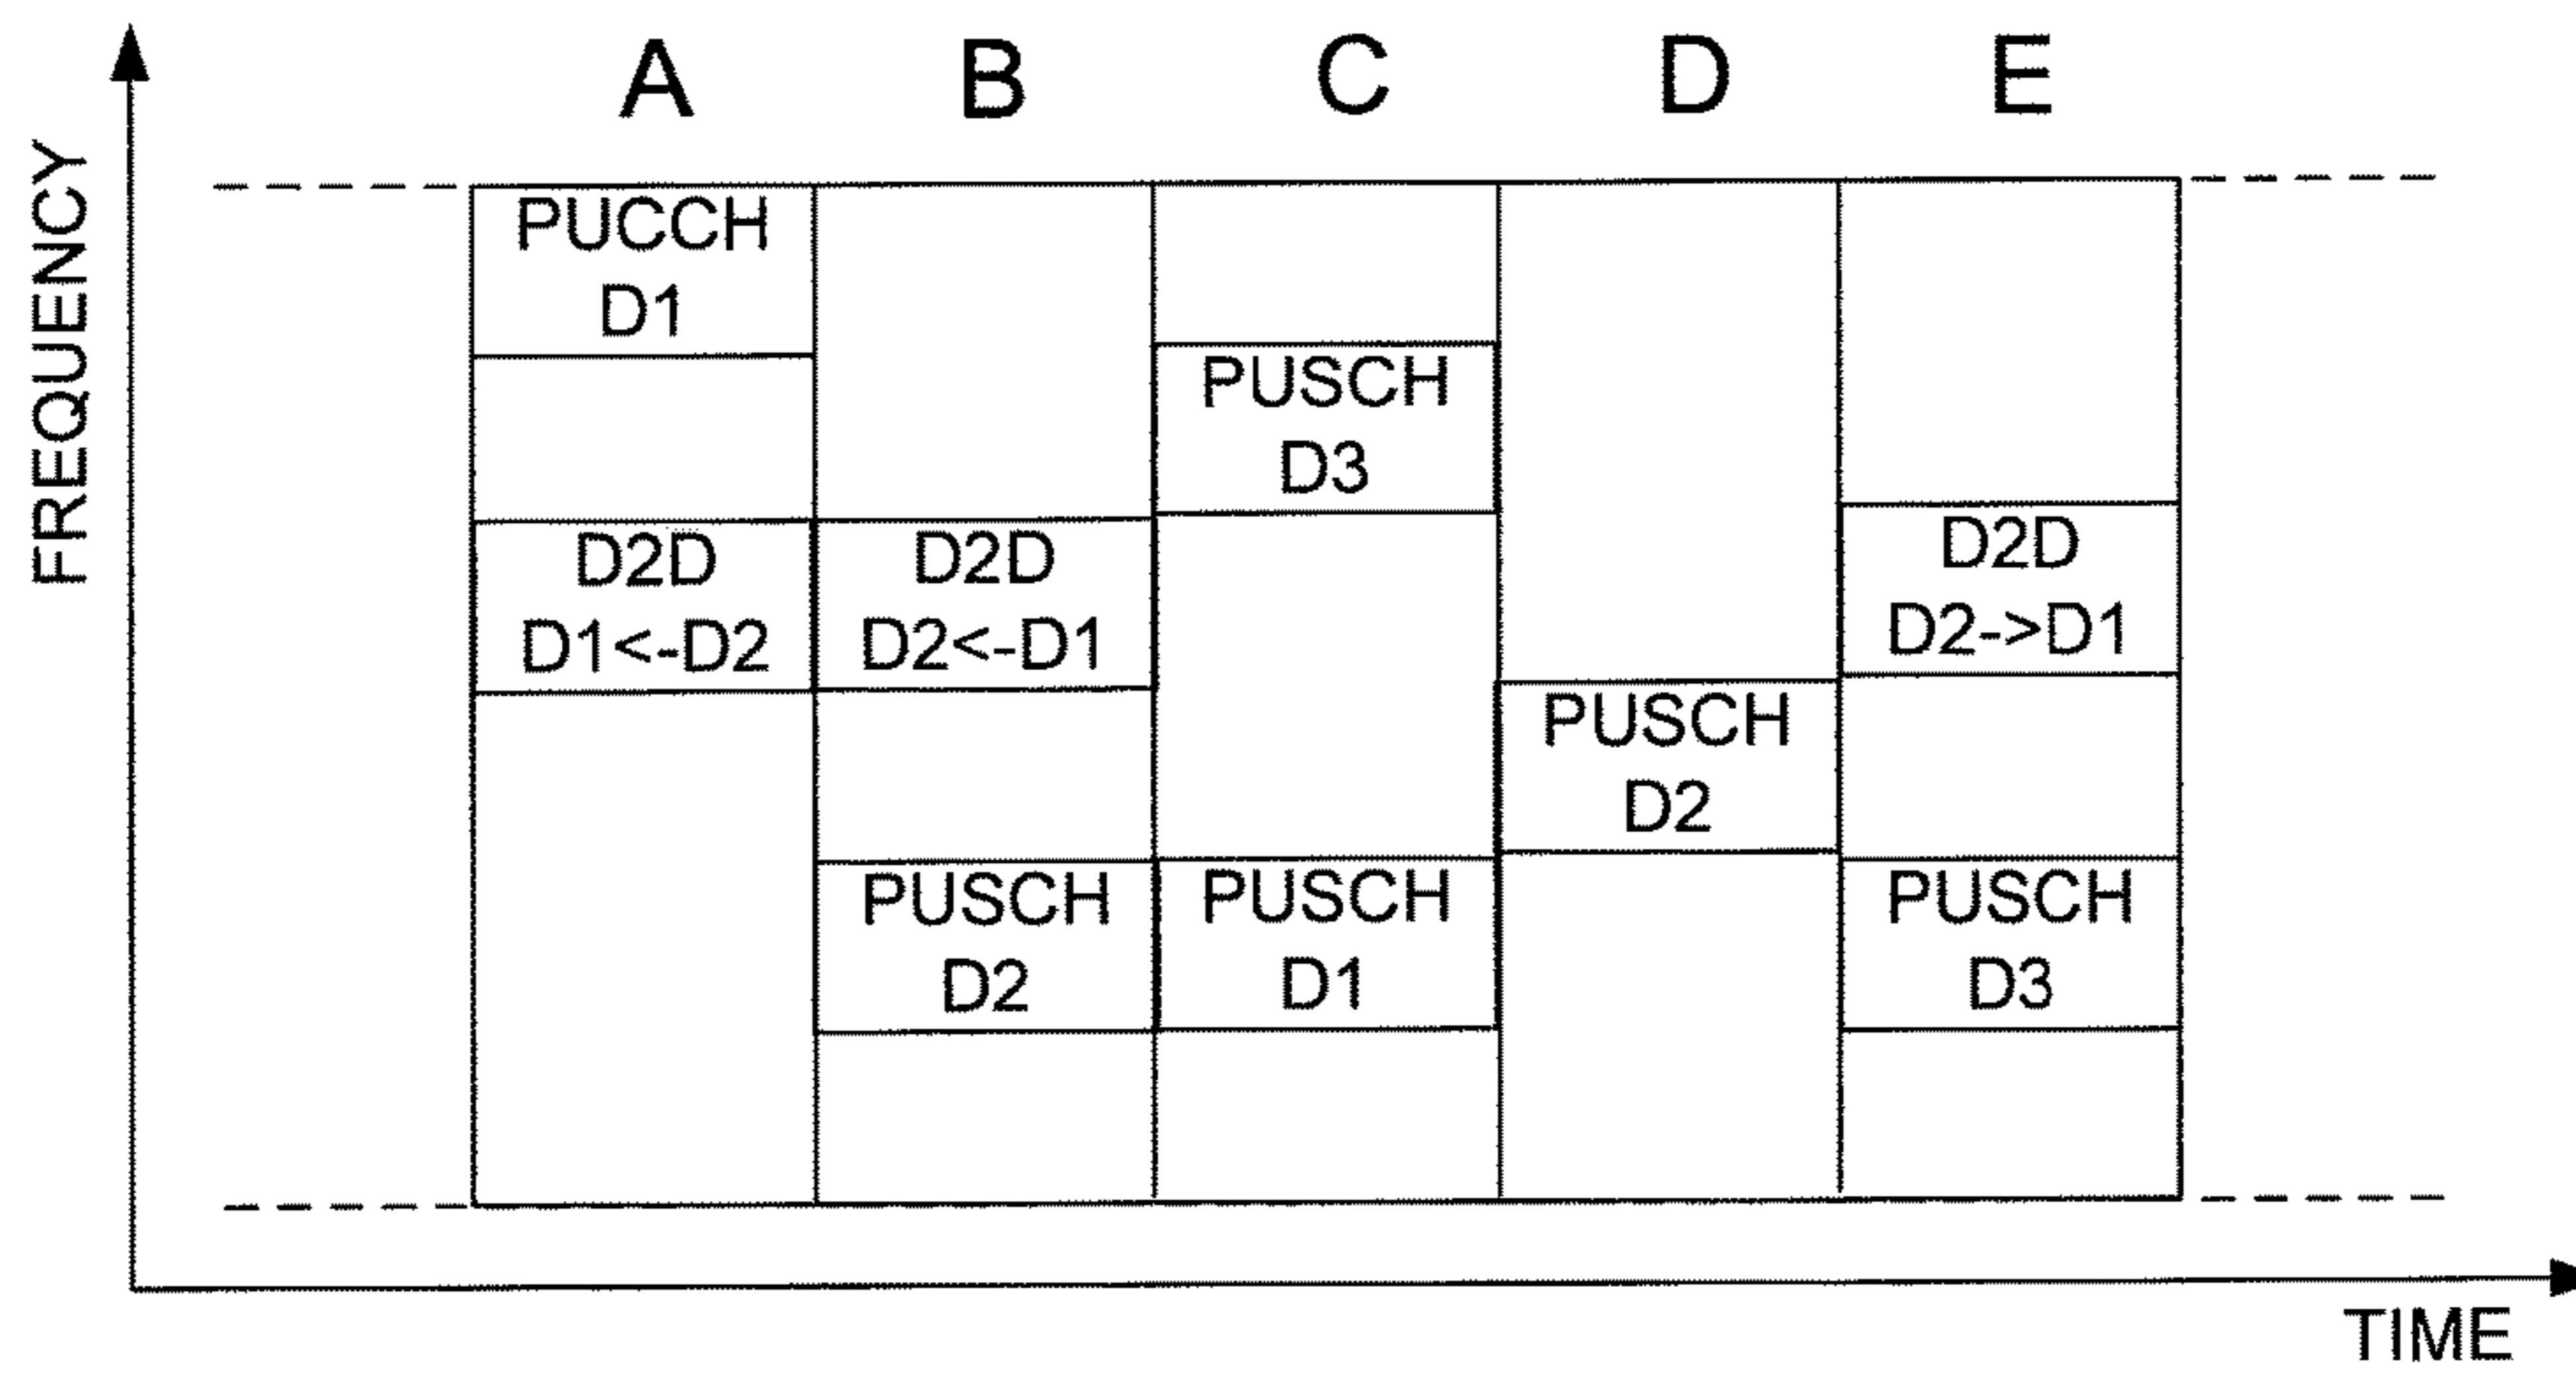 A B C D E
FREQUENCY
PUCCH
D1
D2D
D1<-D2
D2D
D2<-D1
PUSCH
D2
PUSCH
D3
PUSCH
D1
PUSCH
D2
D2D
D2->D1
PUSCH
D3
TIME